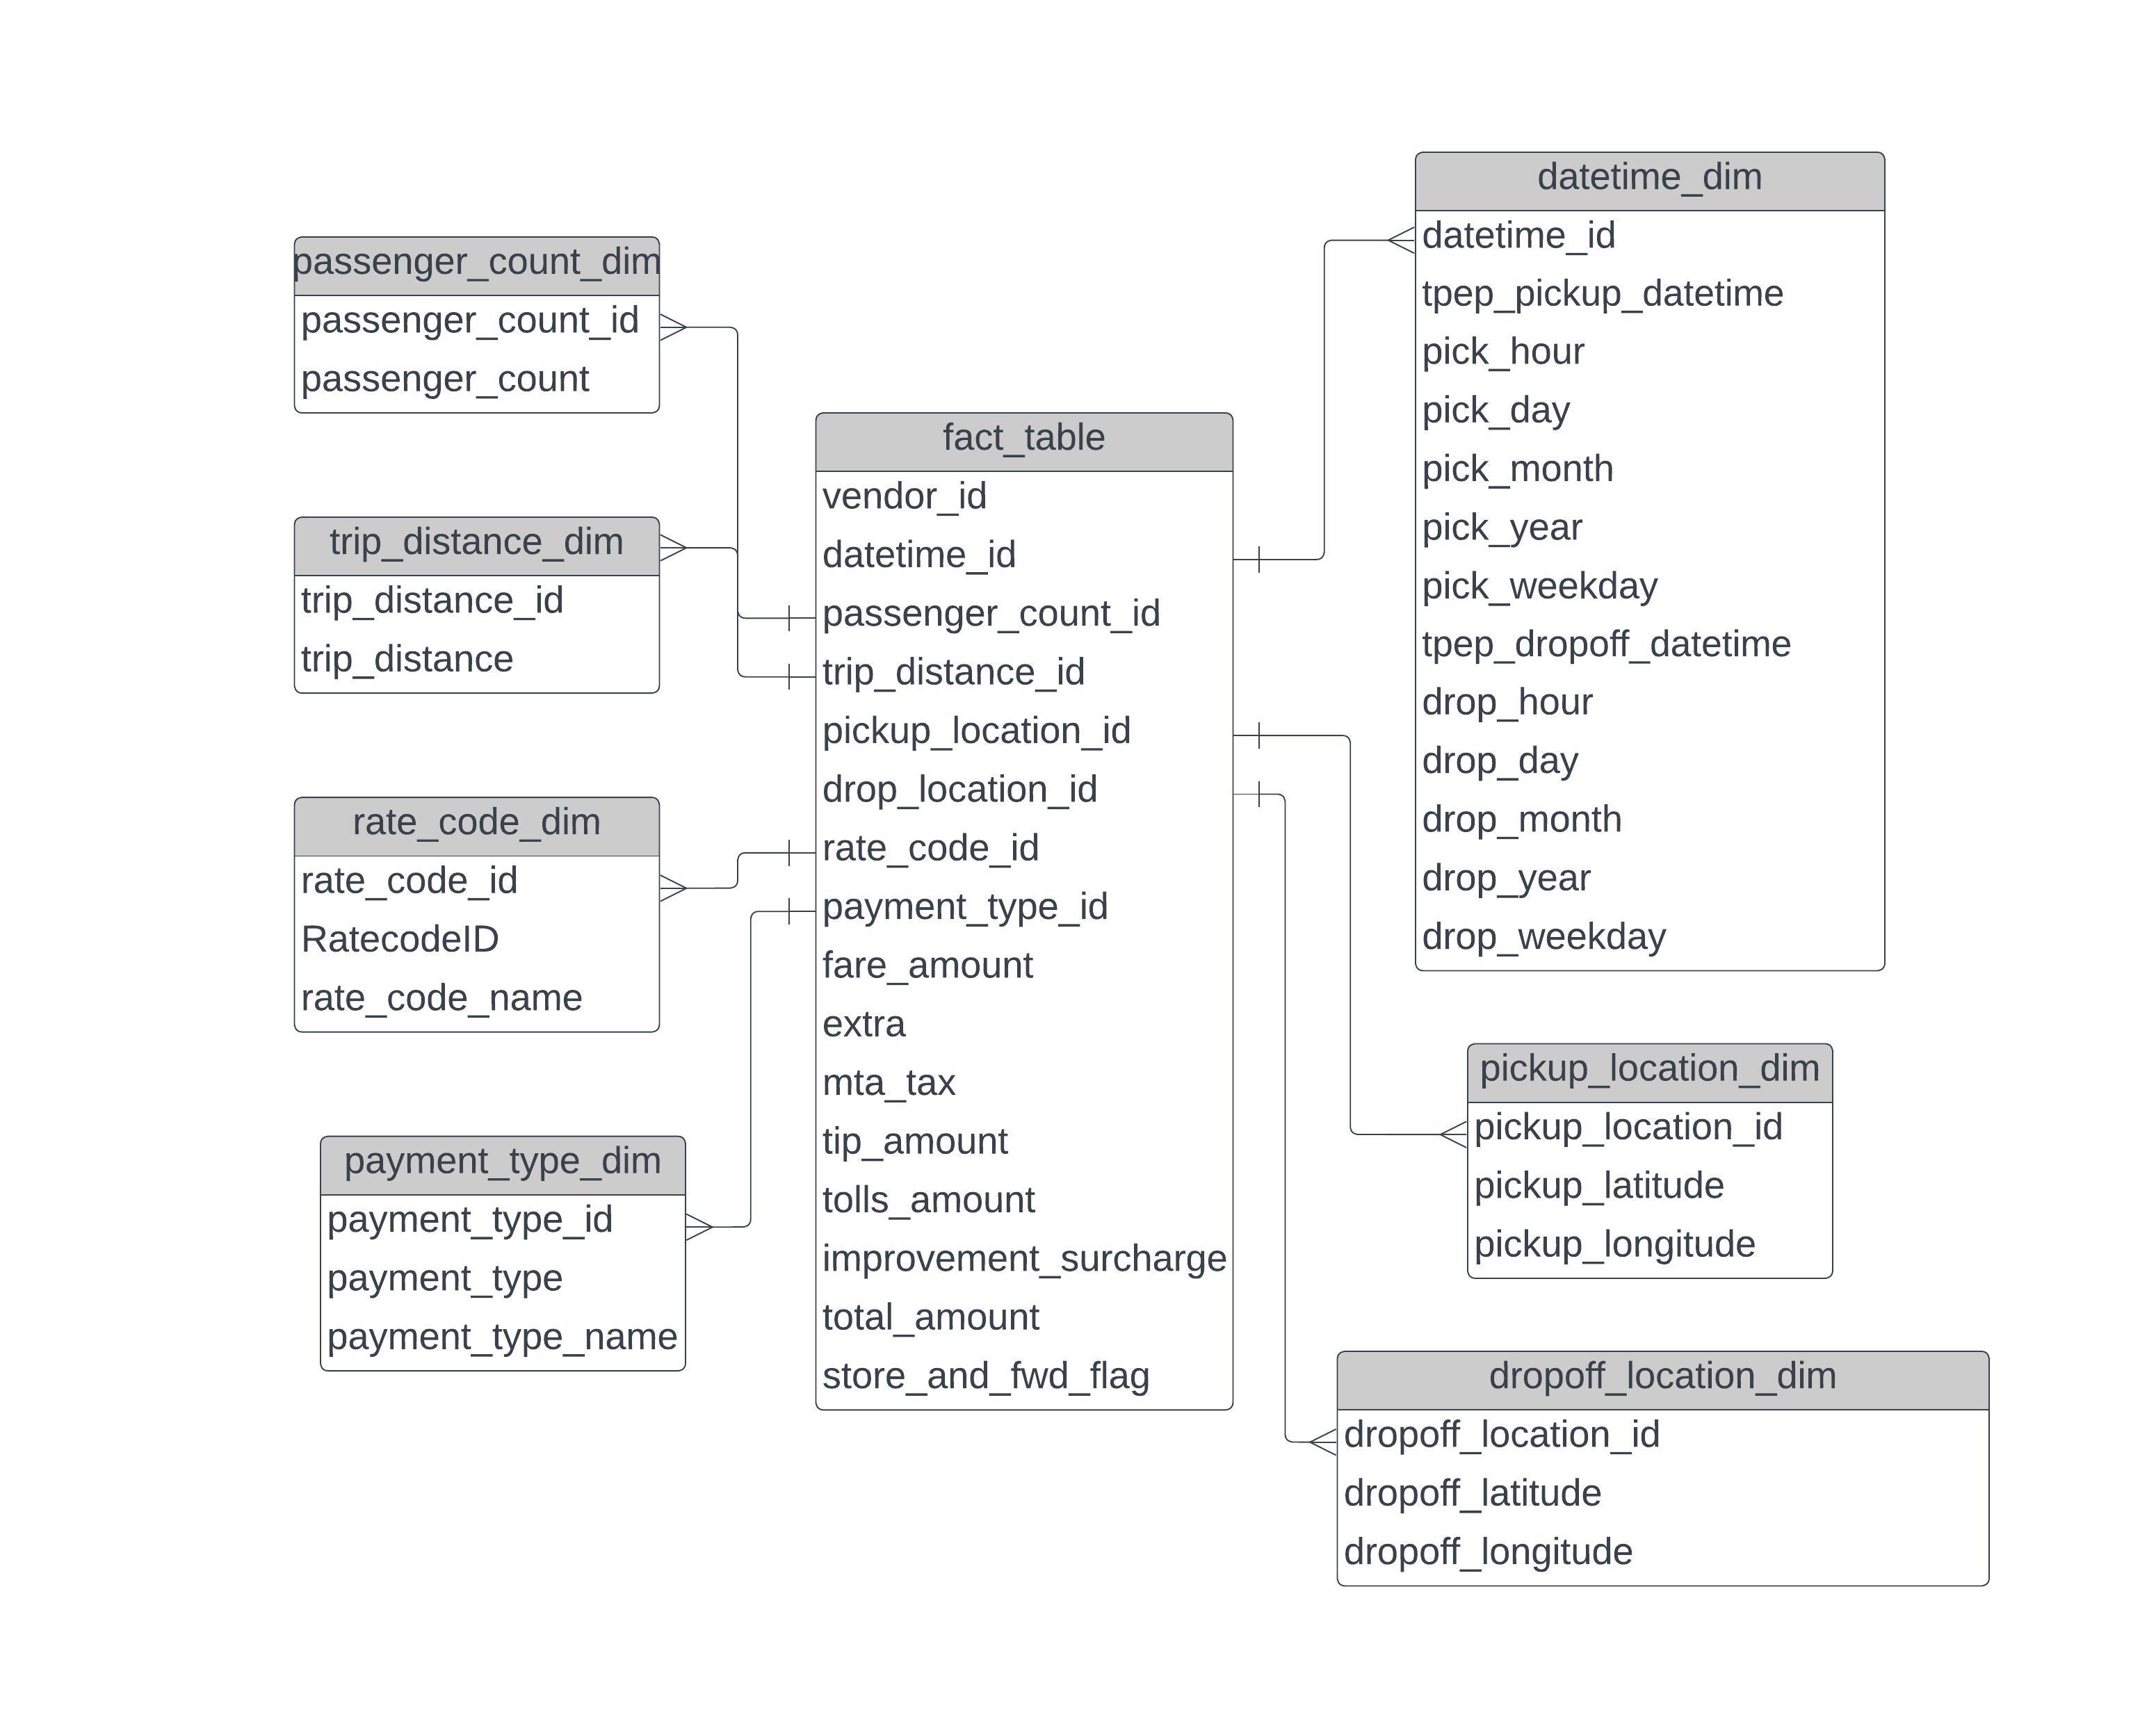 passenger_count_dim
passenger_count_id
passenger_count
trip_distance_dim
trip_distance_id
trip_distance
rate_code_dim
rate_code_id
RatecodeID
rate_code_name
payment_type_dim
payment_type_id
payment_type
payment_type_name
fact_table
vendor_id
datetime_id
passenger_count_id
trip_distance_id
pickup_location_id
drop_location_id
rate_code_id
payment_type_id
fare_amount
extra
mta_tax
tip_amount
tolls_amount
improvement_surcharge
total_amount
store_and_fwd_flag
datetime_dim
datetime_id
tpep_pickup_datetime
pick_hour
pick_day
pick_month
pick_year
pick_weekday
tpep_dropoff_datetime
drop_hour
drop_day
drop_month
drop_year
drop_weekday
pickup_location_dim
pickup_location_id
pickup_latitude
pickup_longitude
dropoff_location_dim
dropoff_location_id
dropoff_latitude
dropoff_longitude